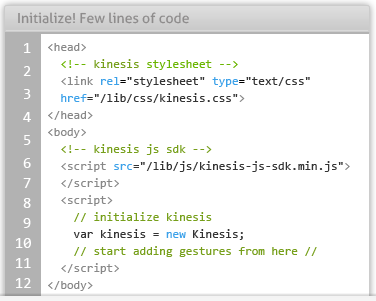 Initialize! Few lines of code
1 <head>
2 <!-- kinesis stylesheet -->
<link rel="stylesheet" type="text/css"
3 href="/lib/css/kinesis.css">
4 </head>
<body>
5 <!-- kinesis js sdk -->
6 <script src="/lib/js/kinesis-js-sdk.min.js">
7 </script>
8 <script>
9 // initialize kinesis
10 var kinesis = new Kinesis;
// start adding gestures from here //
11 </script>
12 </body>